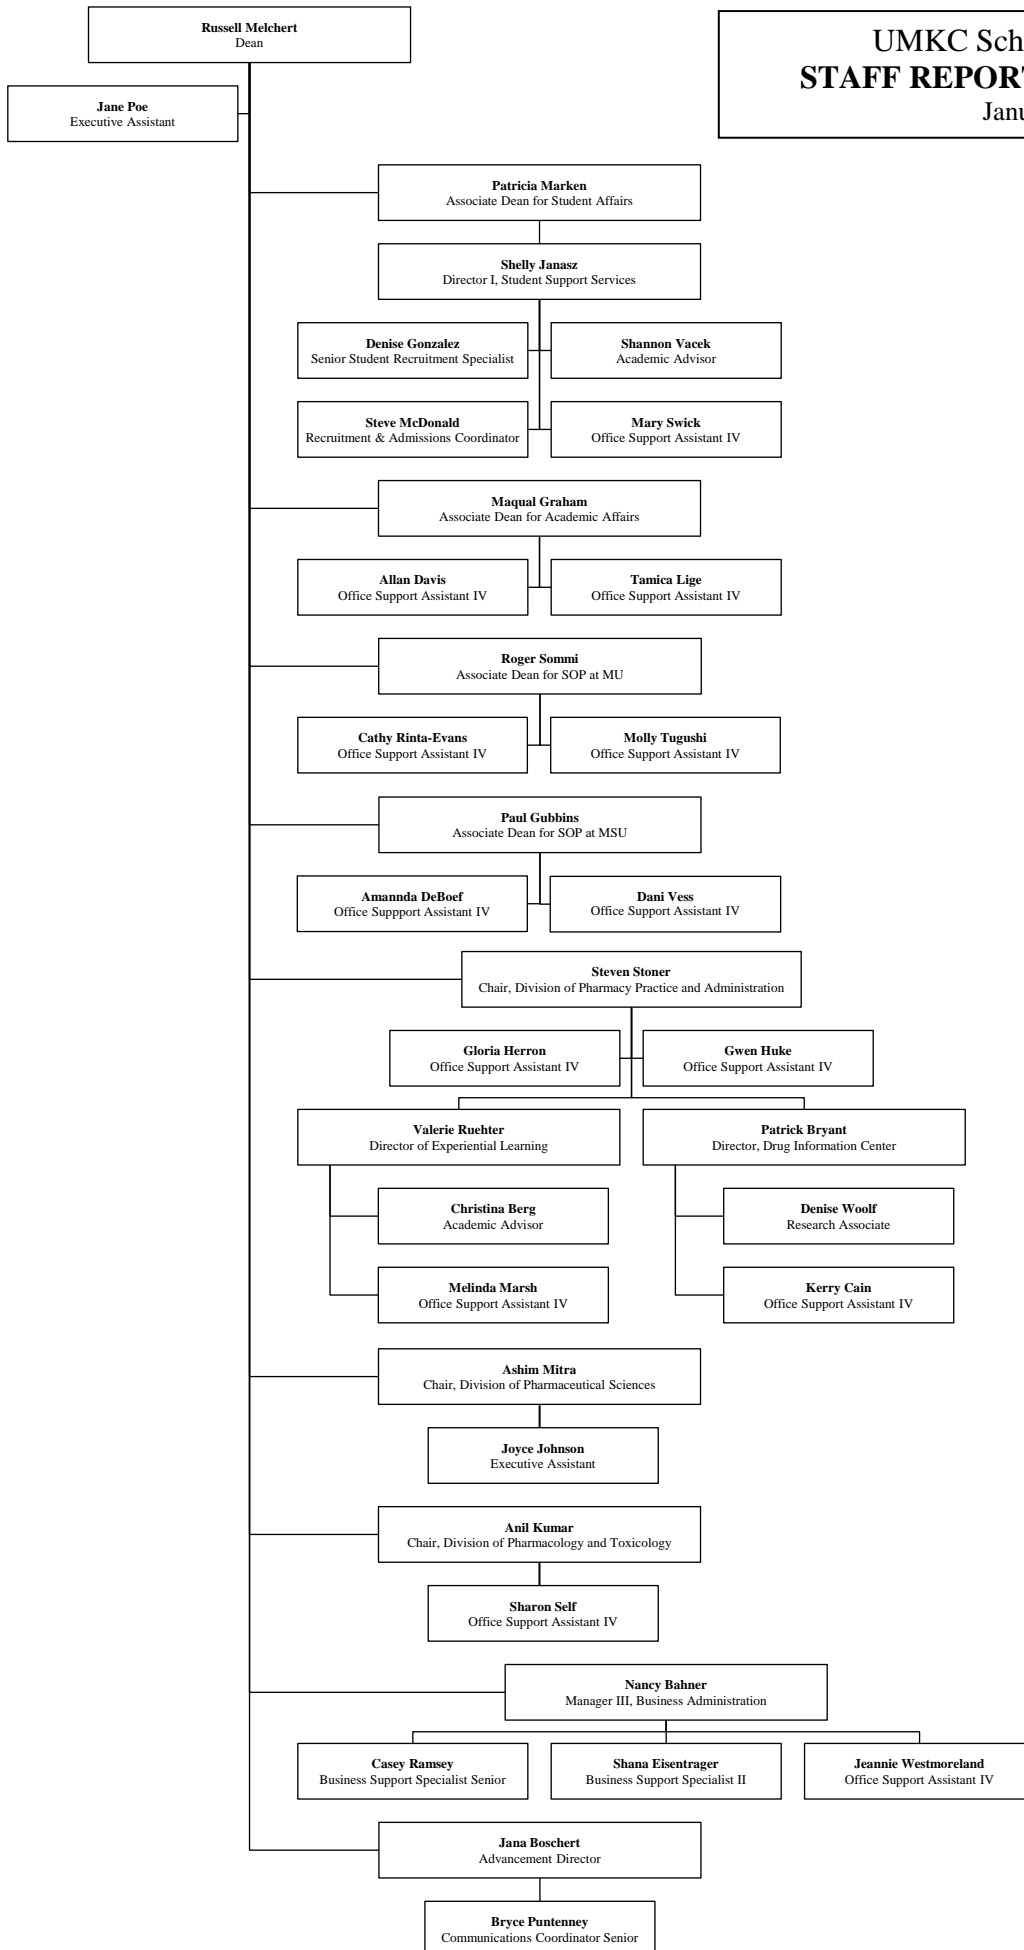 Russell Melchert
Dean
UMKC Sch
STAFF REPORT
Janu
Jane Poe
Executive Assistant
Patricia Marken
Associate Dean for Student Affairs
Shelly Janasz
Director I, Student Support Services
Denise Gonzalez
Senior Student Recruitment Specialist
Shannon Vacek
Academic Advisor
Steve McDonald
Recruitment & Admissions Coordinator
Mary Swick
Office Support Assistant IV
Maqual Graham
Associate Dean for Academic Affairs
Allan Davis
Office Support Assistant IV
Tamica Lige
Office Support Assistant IV
Roger Sommi
Associate Dean for SOP at MU
Cathy Rinta-Evans
Office Support Assistant IV
Molly Tugushi
Office Support Assistant IV
Paul Gubbins
Associate Dean for SOP at MSU
Amannda DeBoef
Office Suppport Assistant IV
Dani Vess
Office Support Assistant IV
Steven Stoner
Chair, Division of Pharmacy Practice and Administration
Gloria Herron
Office Support Assistant IV
Gwen Huke
Office Support Assistant IV
Valerie Ruehter
Director of Experiential Learning
Patrick Bryant
Director, Drug Information Center
Christina Berg
Academic Advisor
Denise Woolf
Research Associate
Melinda Marsh
Office Support Assistant IV
Kerry Cain
Office Support Assistant IV
Ashim Mitra
Chair, Division of Pharmaceutical Sciences
Joyce Johnson
Executive Assistant
Anil Kumar
Chair, Division of Pharmacology and Toxicology
Sharon Self
Office Support Assistant IV
Nancy Bahner
Manager III, Business Administration
Casey Ramsey
Business Support Specialist Senior
Shana Eisentrager
Business Support Specialist II
Jeannie Westmoreland
Office Support Assistant IV
Jana Boschert
Advancement Director
Bryce Puntenney
Communications Coordinator Senior